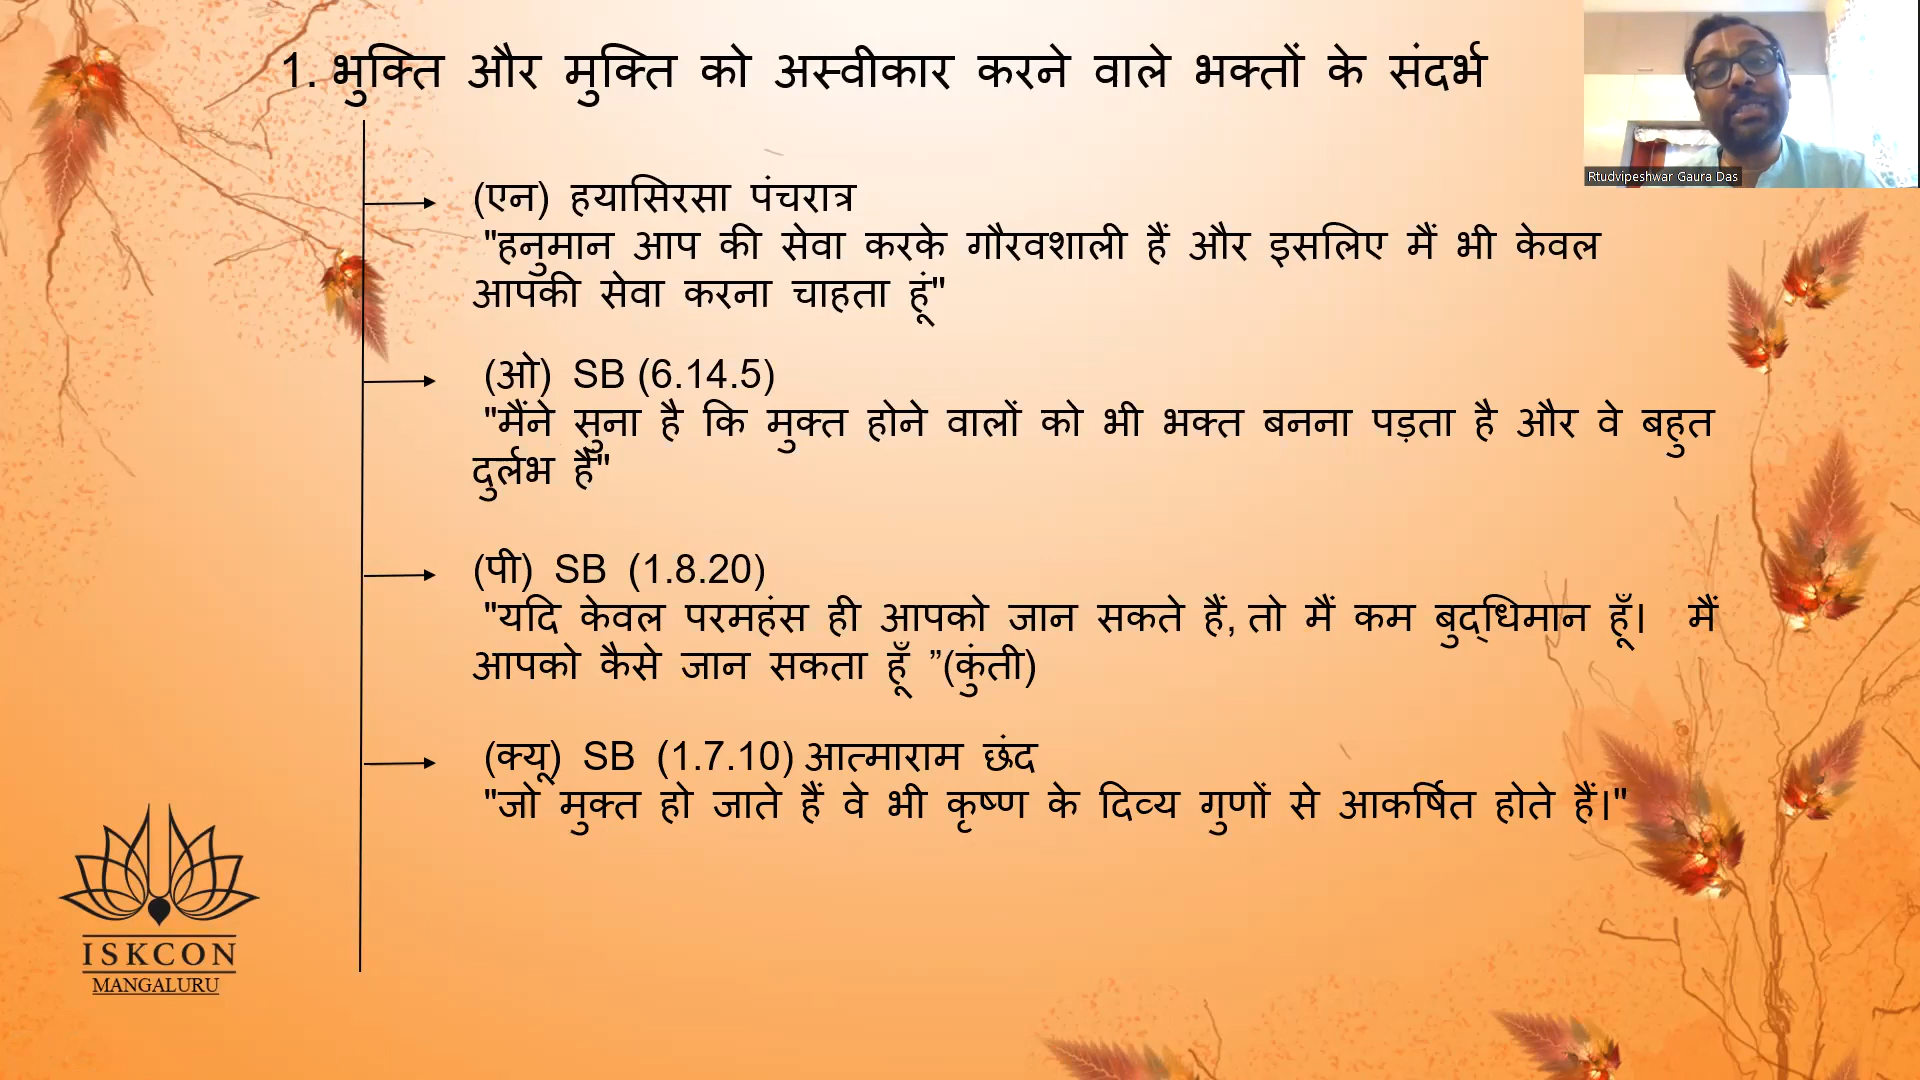 1. भुक्ति और मुक्ति को अस्वीकार करने वाले भक्तों के संदर्भ
Rtudvipeshwar Gaura Das
(एन) हयासिरसा पंचरात्र
"हनुमान आप की सेवा करके गौरवशाली हैं और इसलिए मैं भी केवल
आपकी सेवा करना चाहता हूं"
(ओ) SB (6.14.5)
"मैंने सुना है कि मुक्त होने वालों को भी भक्त बनना पड़ता है और वे बहुत
दुर्लभ हैं"
(पी) SB (1.8.20)
"यदि केवल परमहंस ही आपको जान सकते हैं, तो मैं कम बुद्धिमान हूँ। मैं
आपको कैसे जान सकता हूँ ”(कुंती)
(क्यू) SB (1.7.10) आत्माराम छंद
"जो मुक्त हो जाते हैं वे भी कृष्ण के दिव्य गुणों से आकर्षित होते हैं।"
ISKCON
MANGALURU